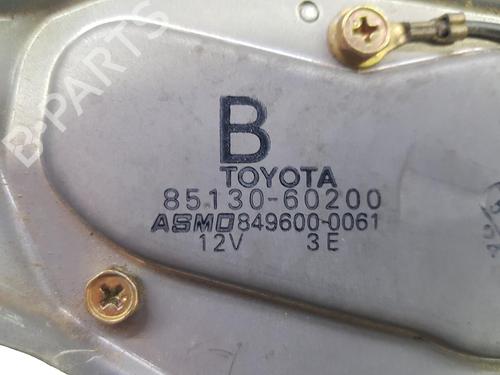 B
TOYOTA
85130-60200
ASMO 849600-0061
12V 3E
B-PARTS